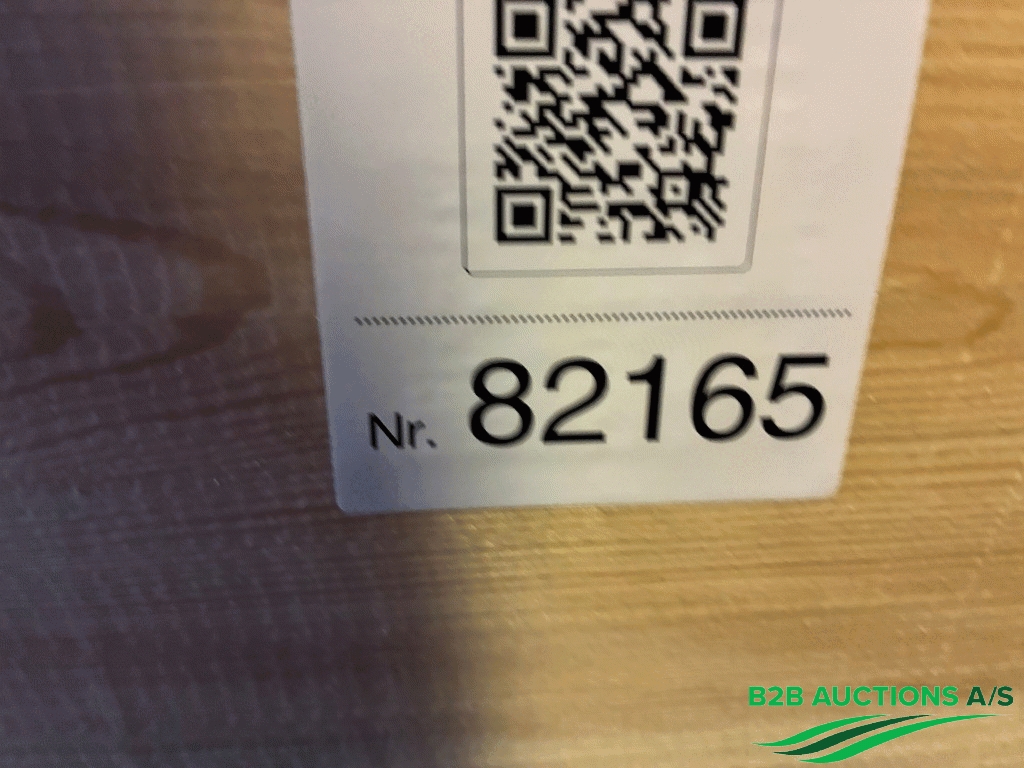 Nr. 82165
B2B AUCTIONS A/S